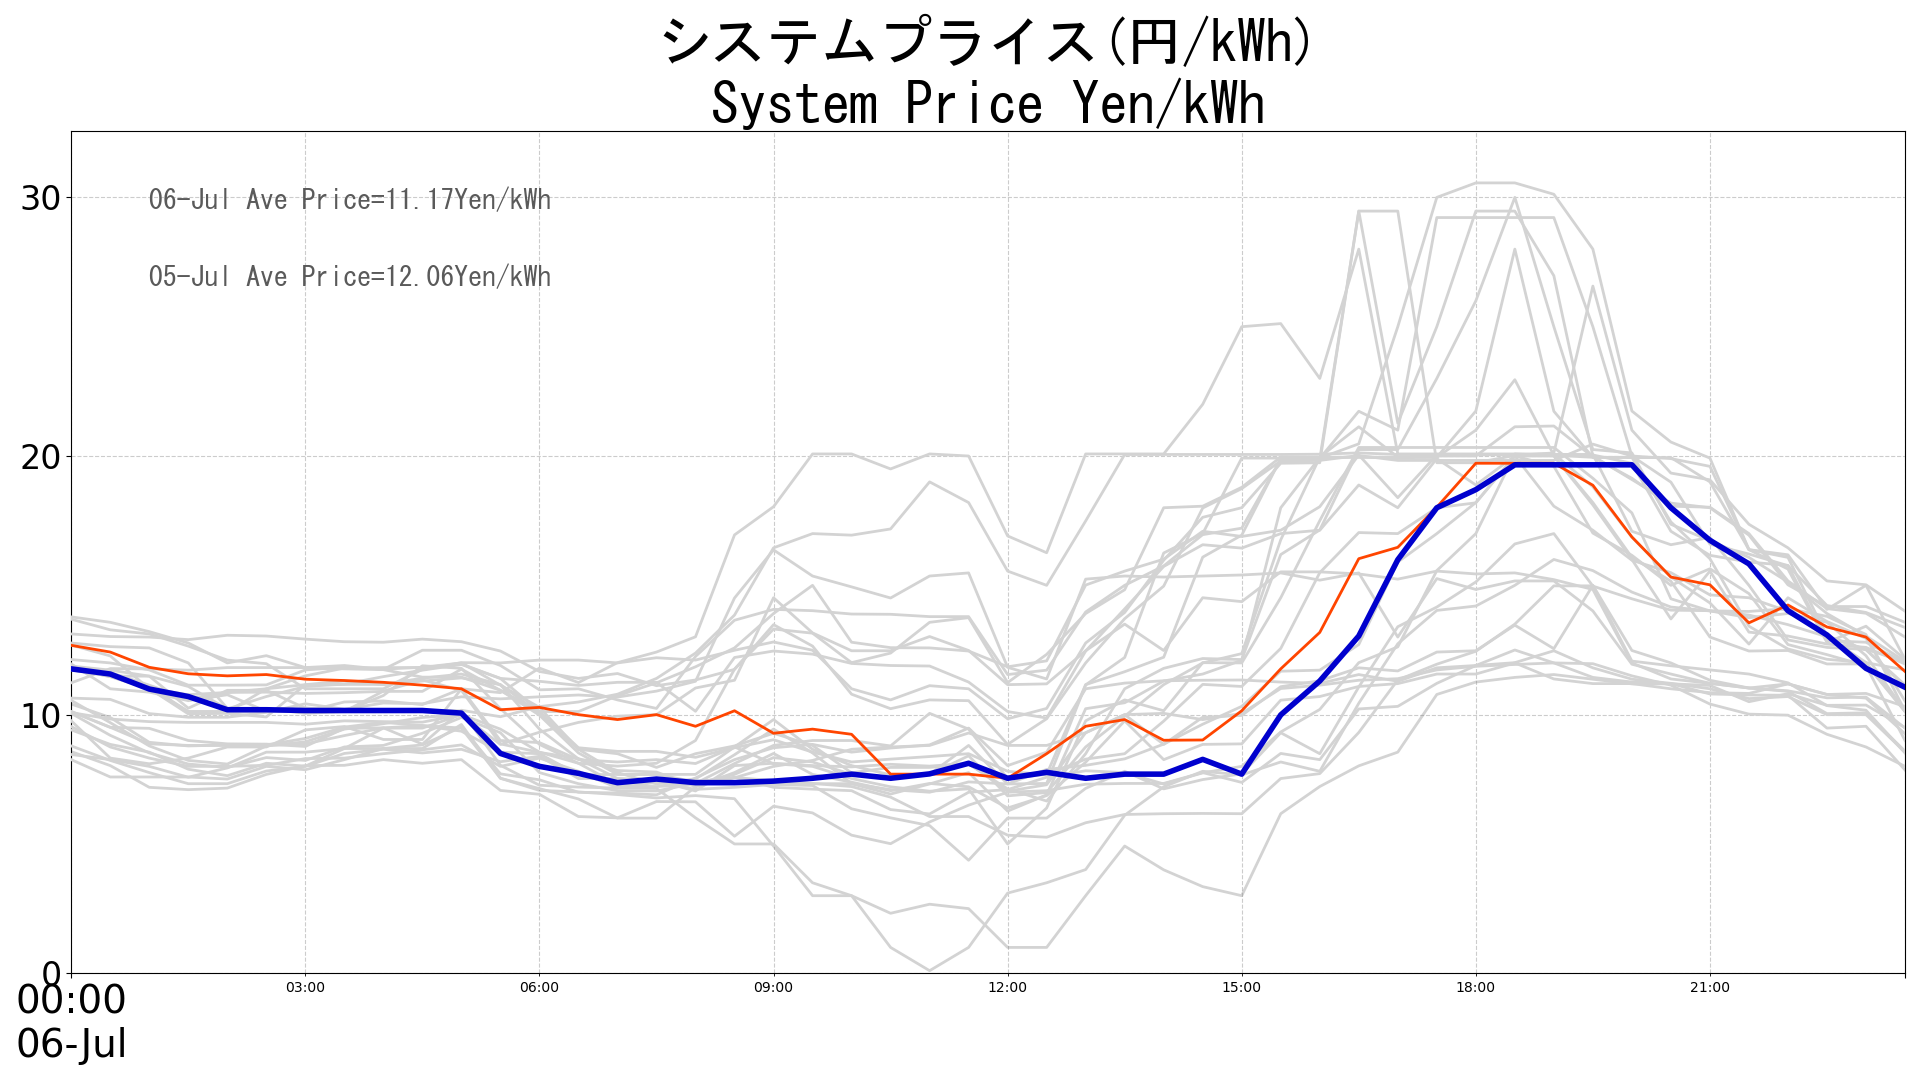 システムプライス(円/kWh)
System Price Yen/kWh
30
06-Jul Ave Price=11.17Yen/kWh
05-Jul Ave Price=12.06Yen/kWh
20
10
0
00:00 03:00 06:00 09:00 12:00 15:00 18:00 21:00
06-Jul